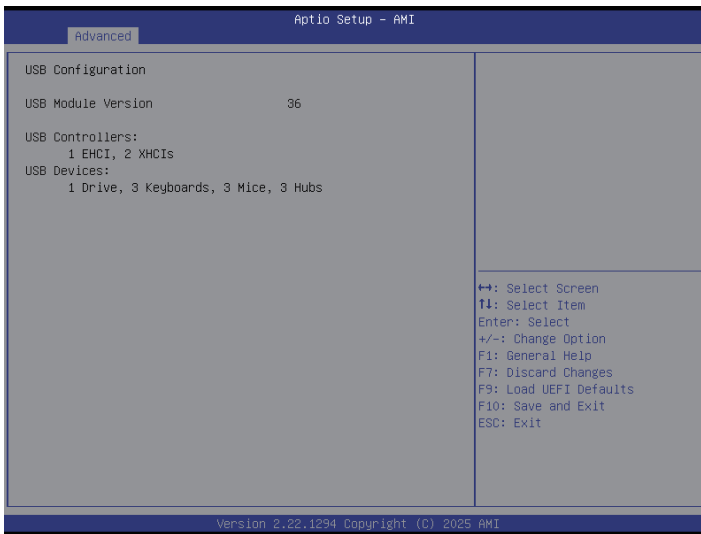 Aptio Setup – AMI
Advanced
USB Configuration
USB Module Version 36
USB Controllers:
1 EHCI, 2 XHCIs
USB Devices:
1 Drive, 3 Keyboards, 3 Mice, 3 Hubs
↔: Select Screen
↑↓: Select Item
Enter: Select
+/-: Change Option
F1: General Help
F7: Discard Changes
F9: Load UEFI Defaults
F10: Save and Exit
ESC: Exit
Version 2.22.1294 Copyright (C) 2025 AMI